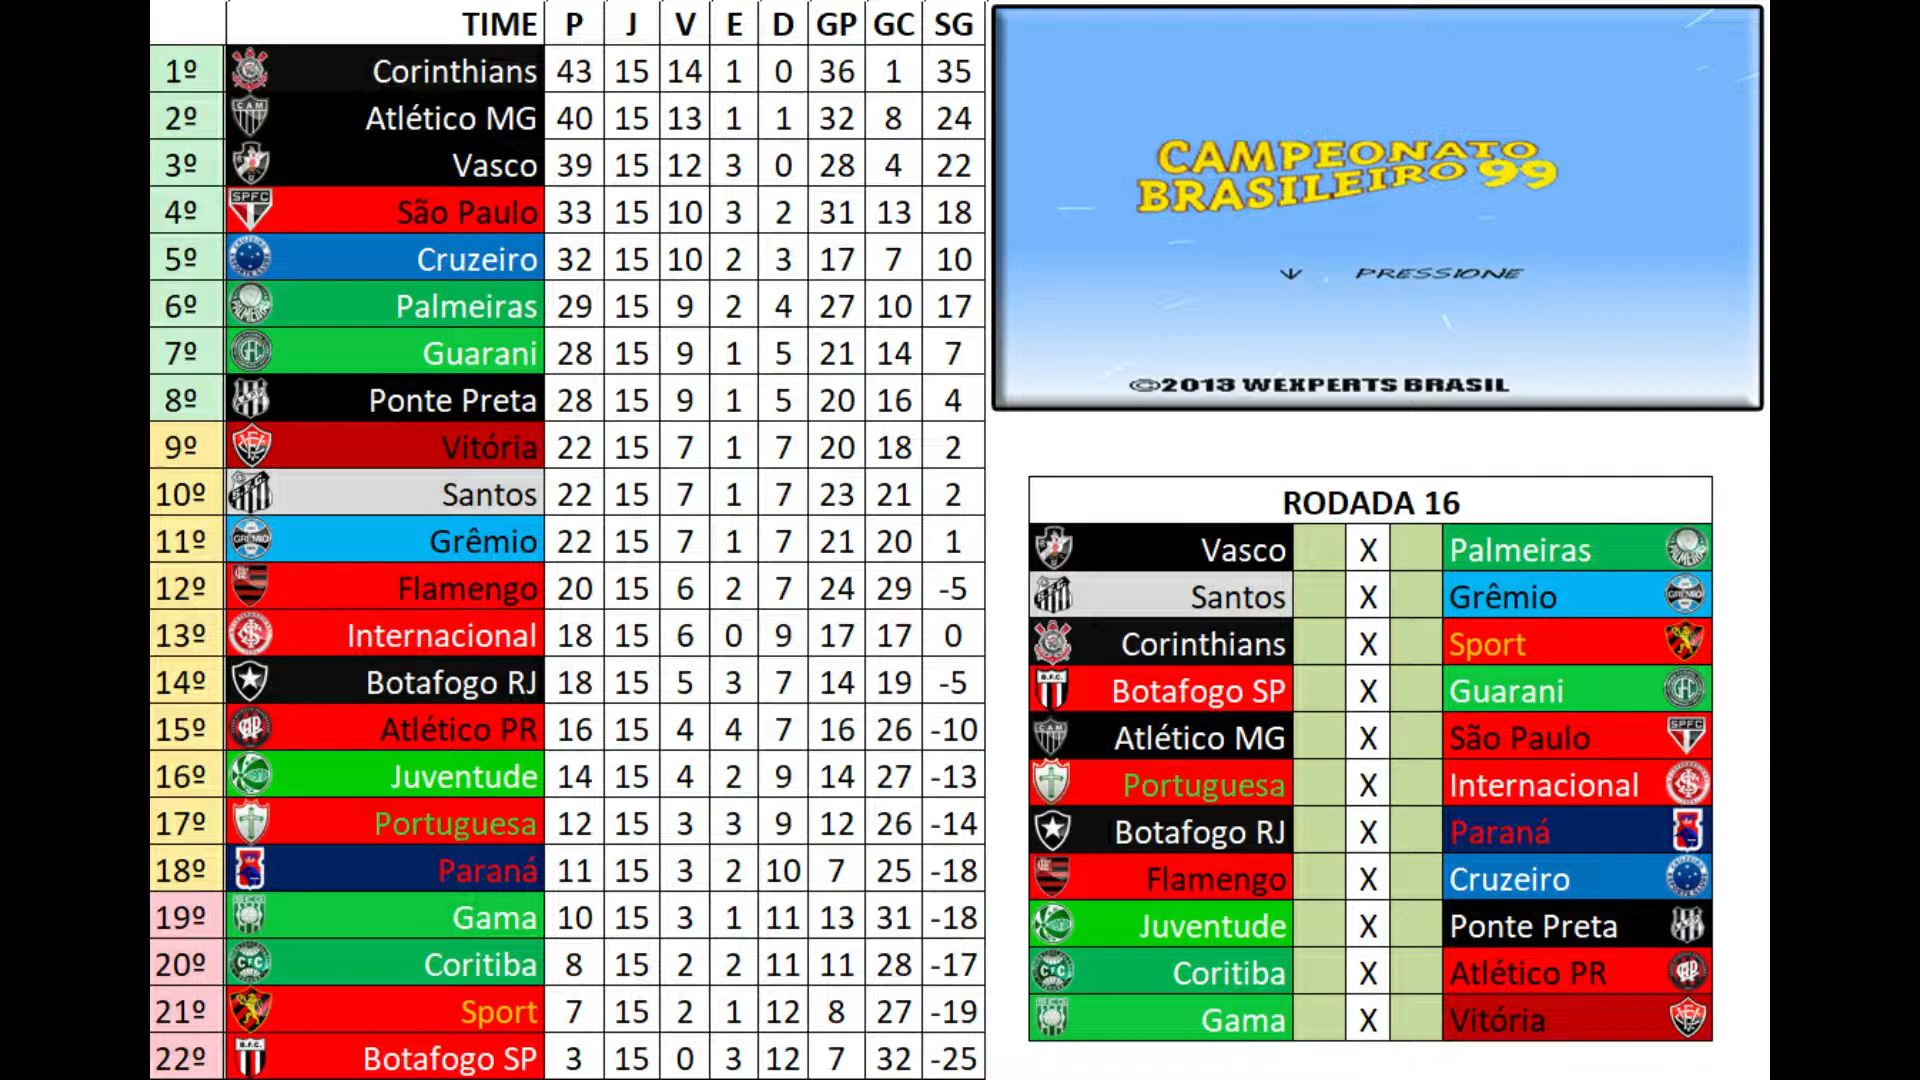 TIME P J V E D GP GC SG
1º Corinthians 43 15 14 1 0 36 1 35
2º Atlético MG 40 15 13 1 1 32 8 24
3º Vasco 39 15 12 3 0 28 4 22
4º São Paulo 33 15 10 3 2 31 13 18
5º Cruzeiro 32 15 10 2 3 17 7 10
6º Palmeiras 29 15 9 2 4 27 10 17
7º Guarani 28 15 9 1 5 21 14 7
8º Ponte Preta 28 15 9 1 5 20 16 4
9º Vitória 22 15 7 1 7 20 18 2
10º Santos 22 15 7 1 7 23 21 2
11º Grêmio 22 15 7 1 7 21 20 1
12º Flamengo 20 15 6 2 7 24 29 -5
13º Internacional 18 15 6 0 9 17 17 0
14º Botafogo RJ 18 15 5 3 7 14 19 -5
15º Atlético PR 16 15 4 4 7 16 26 -10
16º Juventude 14 15 4 2 9 14 27 -13
17º Portuguesa 12 15 3 3 9 12 26 -14
18º Paraná 11 15 3 2 10 7 25 -18
19º Gama 10 15 3 1 11 13 31 -18
20º Coritiba 8 15 2 2 11 11 28 -17
21º Sport 7 15 2 1 12 8 27 -19
22º Botafogo SP 3 15 0 3 12 7 32 -25
CAMPEONATO
BRASILEIRO 99
PRESSIONE
©2013 WEXPERTS BRASIL
RODADA 16
Vasco X Palmeiras
Santos X Grêmio
Corinthians X Sport
Botafogo SP X Guarani
Atlético MG X São Paulo
Portuguesa X Internacional
Botafogo RJ X Paraná
Flamengo X Cruzeiro
Juventude X Ponte Preta
Coritiba X Atlético PR
Gama X Vitória